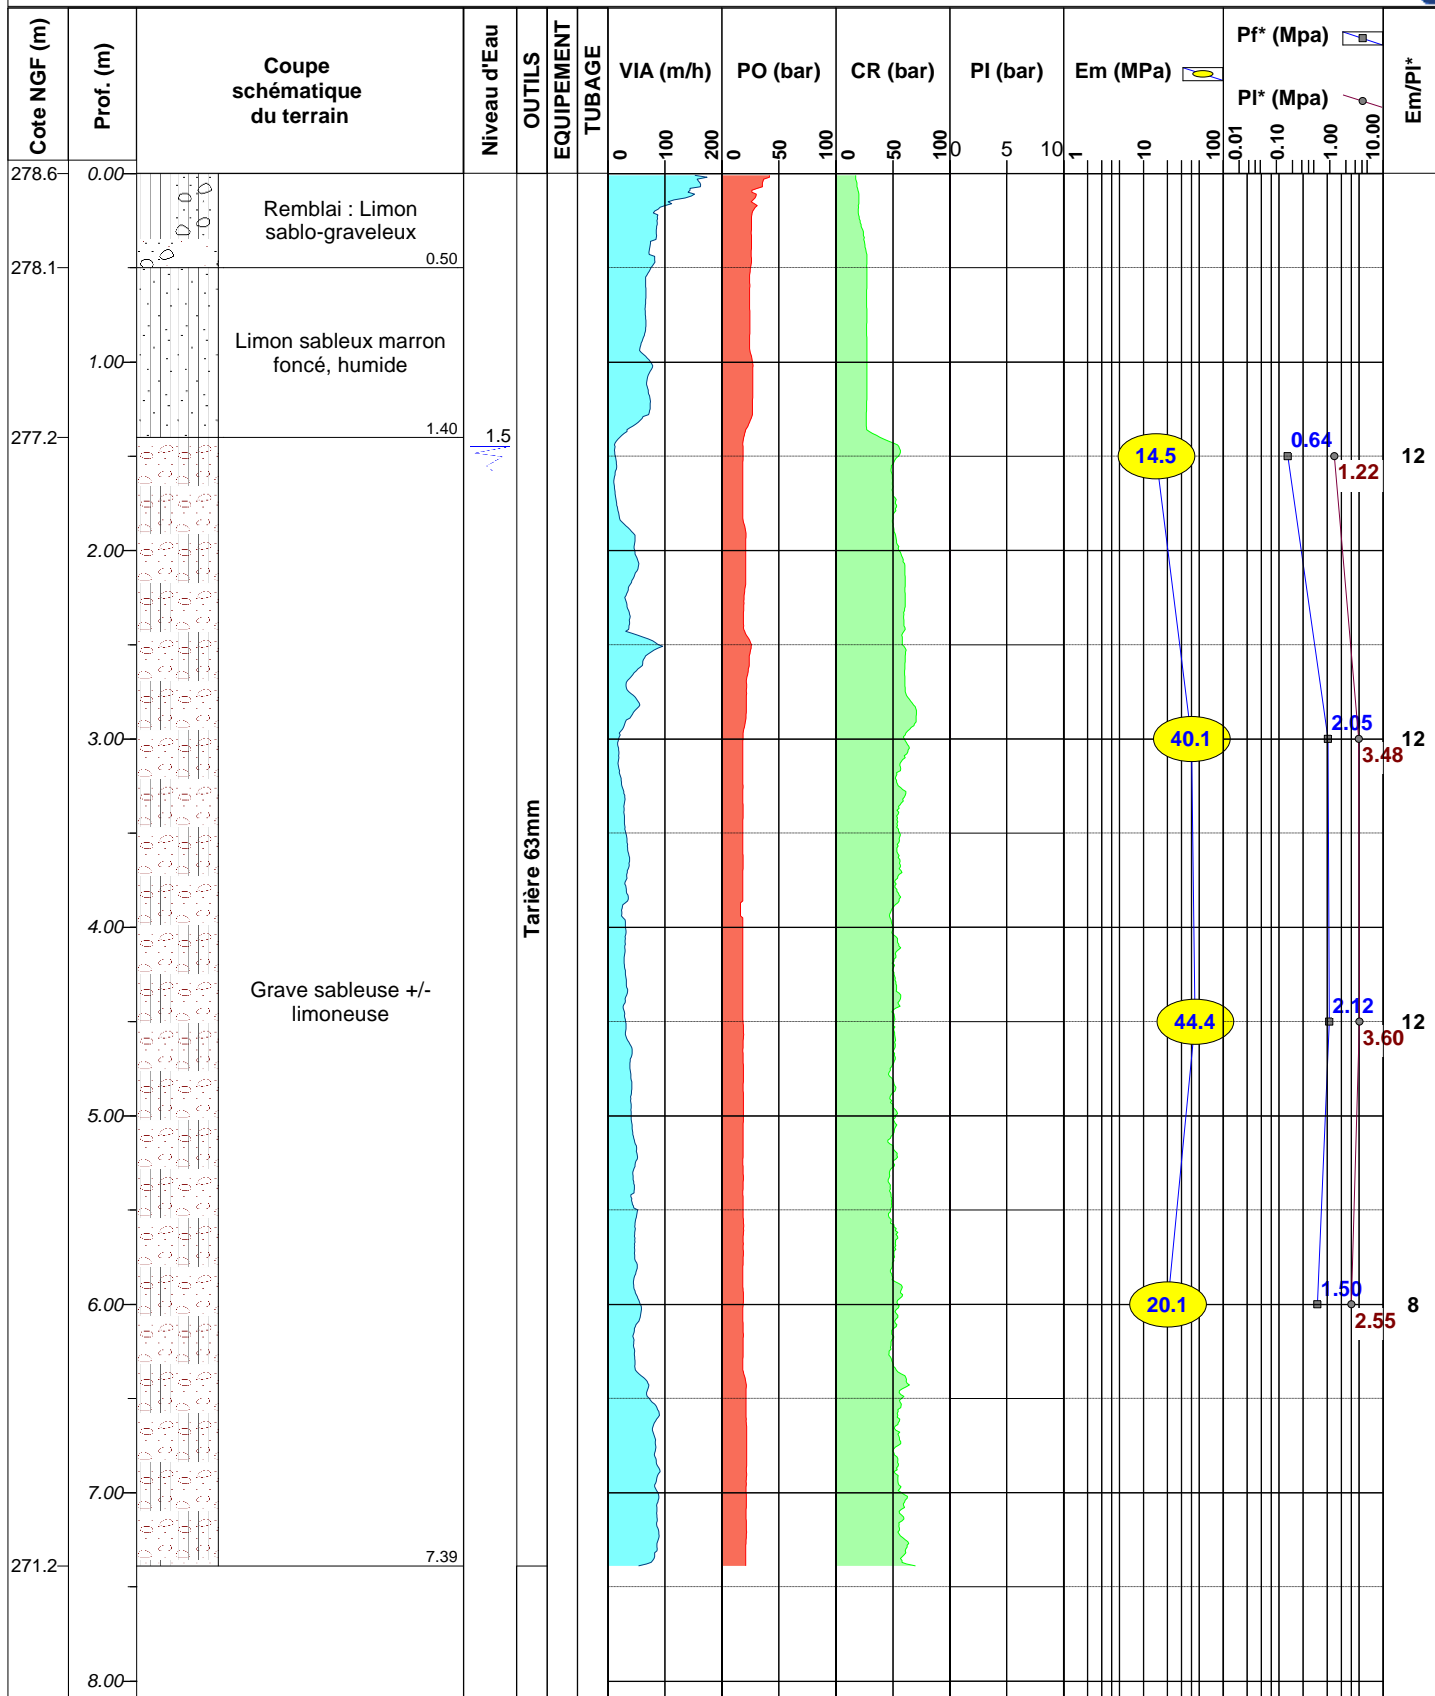 Cote NGF (m)
Prof. (m)
Coupe
schématique
du terrain
Niveau d'Eau
OUTILS
EQUIPEMENT
TUBAGE
VIA (m/h)
0 100 200
PO (bar)
0 50 100
CR (bar)
0 50 100
PI (bar)
0 5 10
Em (MPa)
1 10 100
Pf* (Mpa)
Pl* (Mpa)
0.01 0.10 1.00 10.00
Em/Pl*
278.6 0.00
Remblai : Limon
sablo-graveleux
0.50
278.1
Limon sableux marron
foncé, humide
1.00
1.40
277.2
1.5
14.5 0.64 1.22 12
2.00
3.00 40.1 2.05 3.48 12
Tarière 63mm
4.00
Grave sableuse +/-
limoneuse
44.4 2.12 3.60 12
5.00
6.00 20.1 1.50 2.55 8
7.00
7.39
271.2
8.00